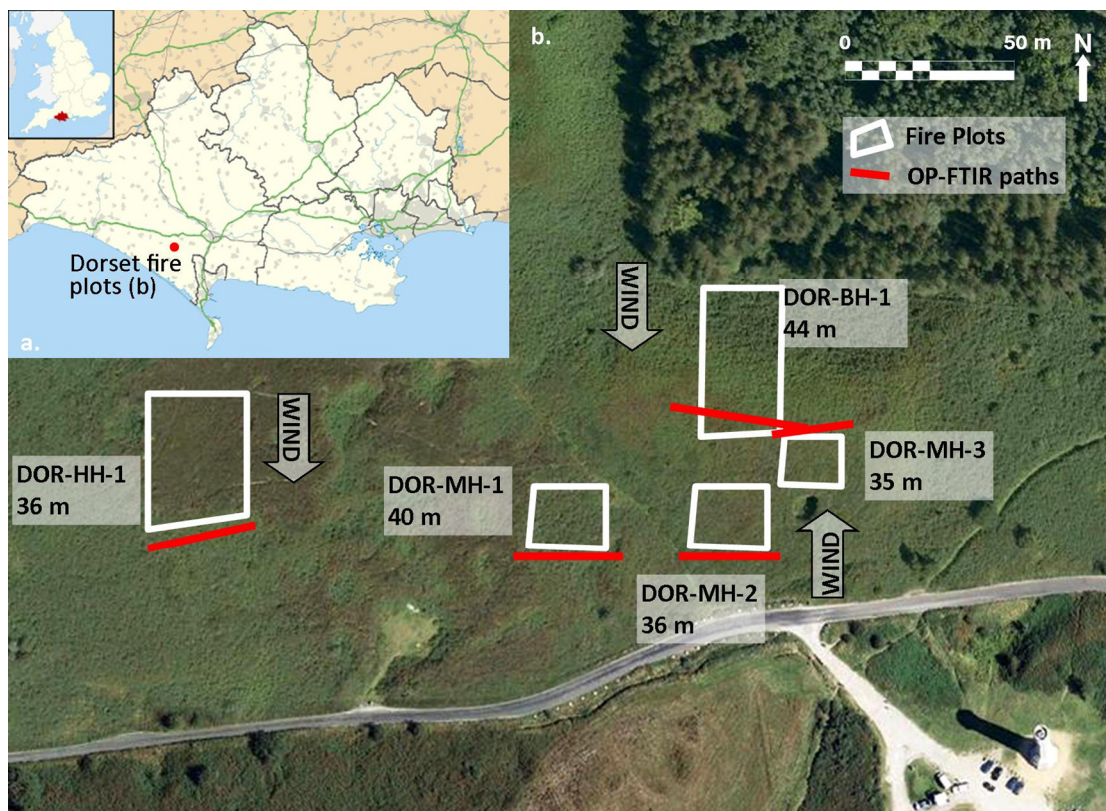 a.
Dorset fire
plots (b)
b.
0
50 m
N
Fire Plots
OP-FTIR paths
WIND
DOR-BH-1
44 m
WIND
DOR-HH-1
36 m
DOR-MH-1
40 m
DOR-MH-3
35 m
WIND
DOR-MH-2
36 m